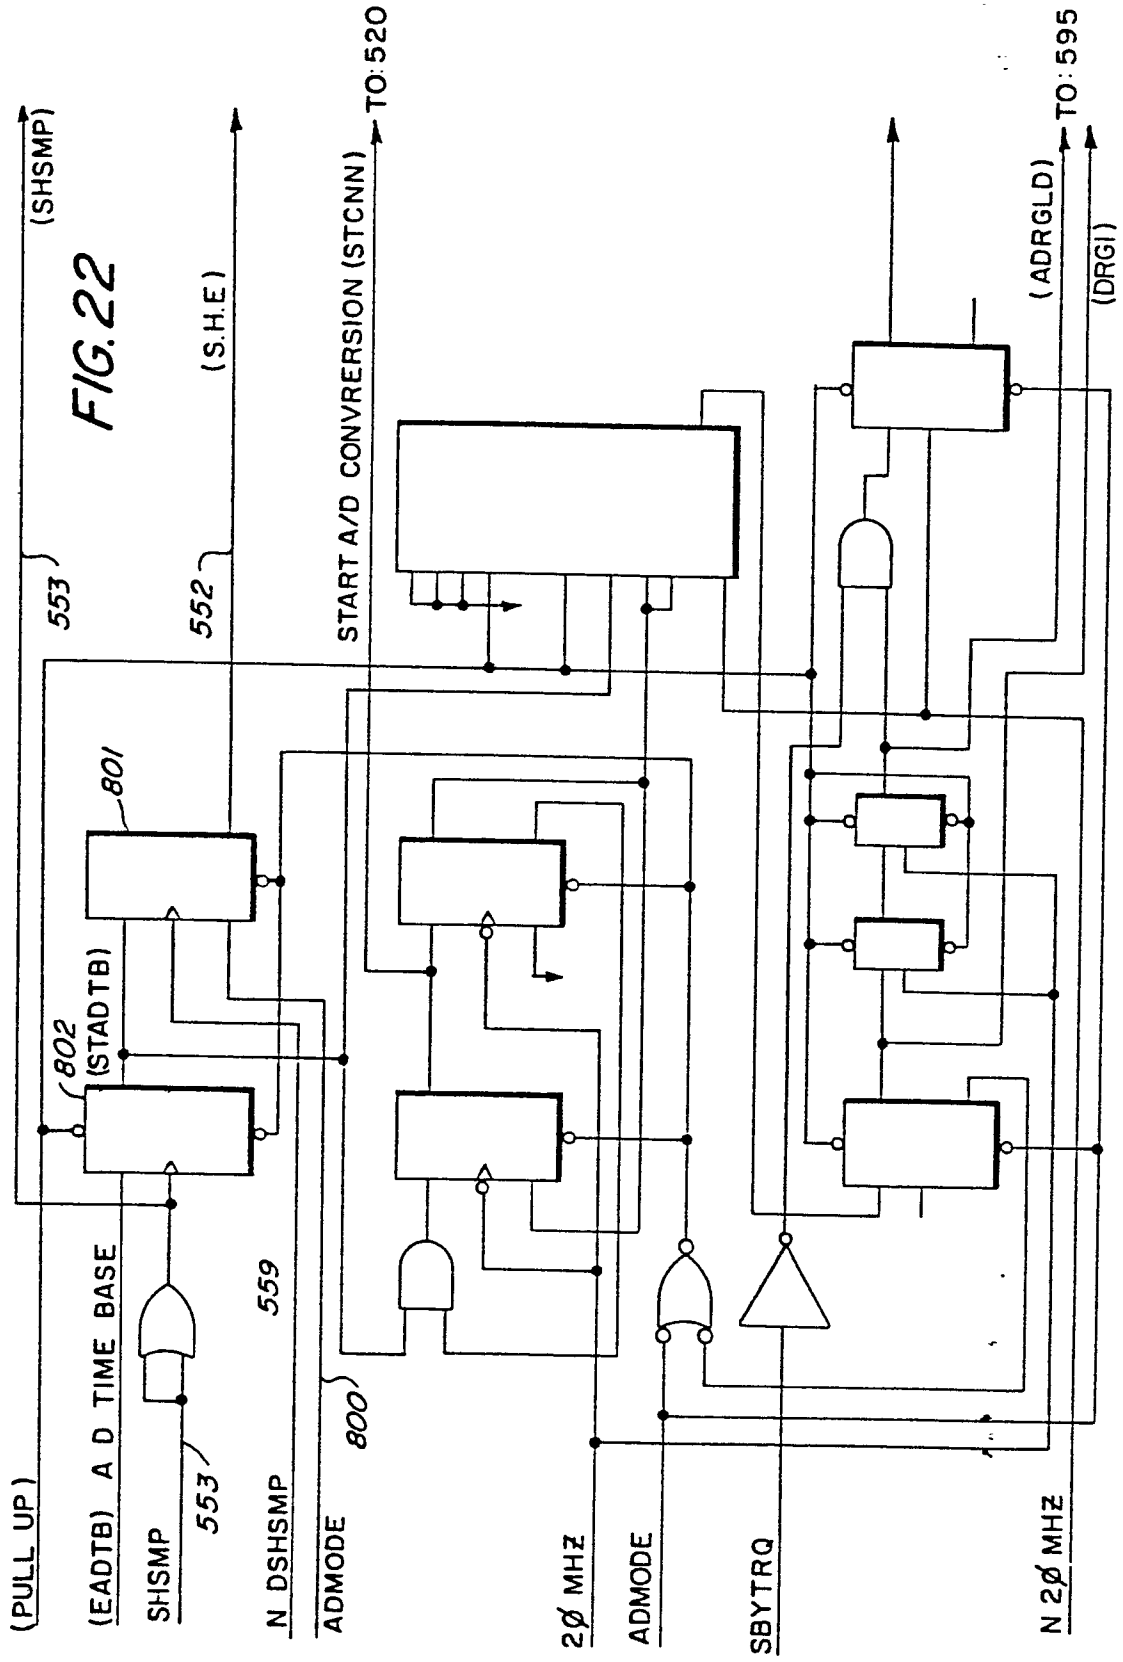 (PULL UP)
(EADTB) A D TIME BASE
SHSMP
553
N DSHSMP
559
ADMODE
800
2Ø MHZ
ADMODE
SBYTRQ
N 2Ø MHZ
802
(STADTB)
801
552
553
FIG. 22
(SHSMP)
(S.H.E)
START A/D CONVRERSION (STCNN)
TO:520
(ADRGLD)
TO:595
(DRGI)